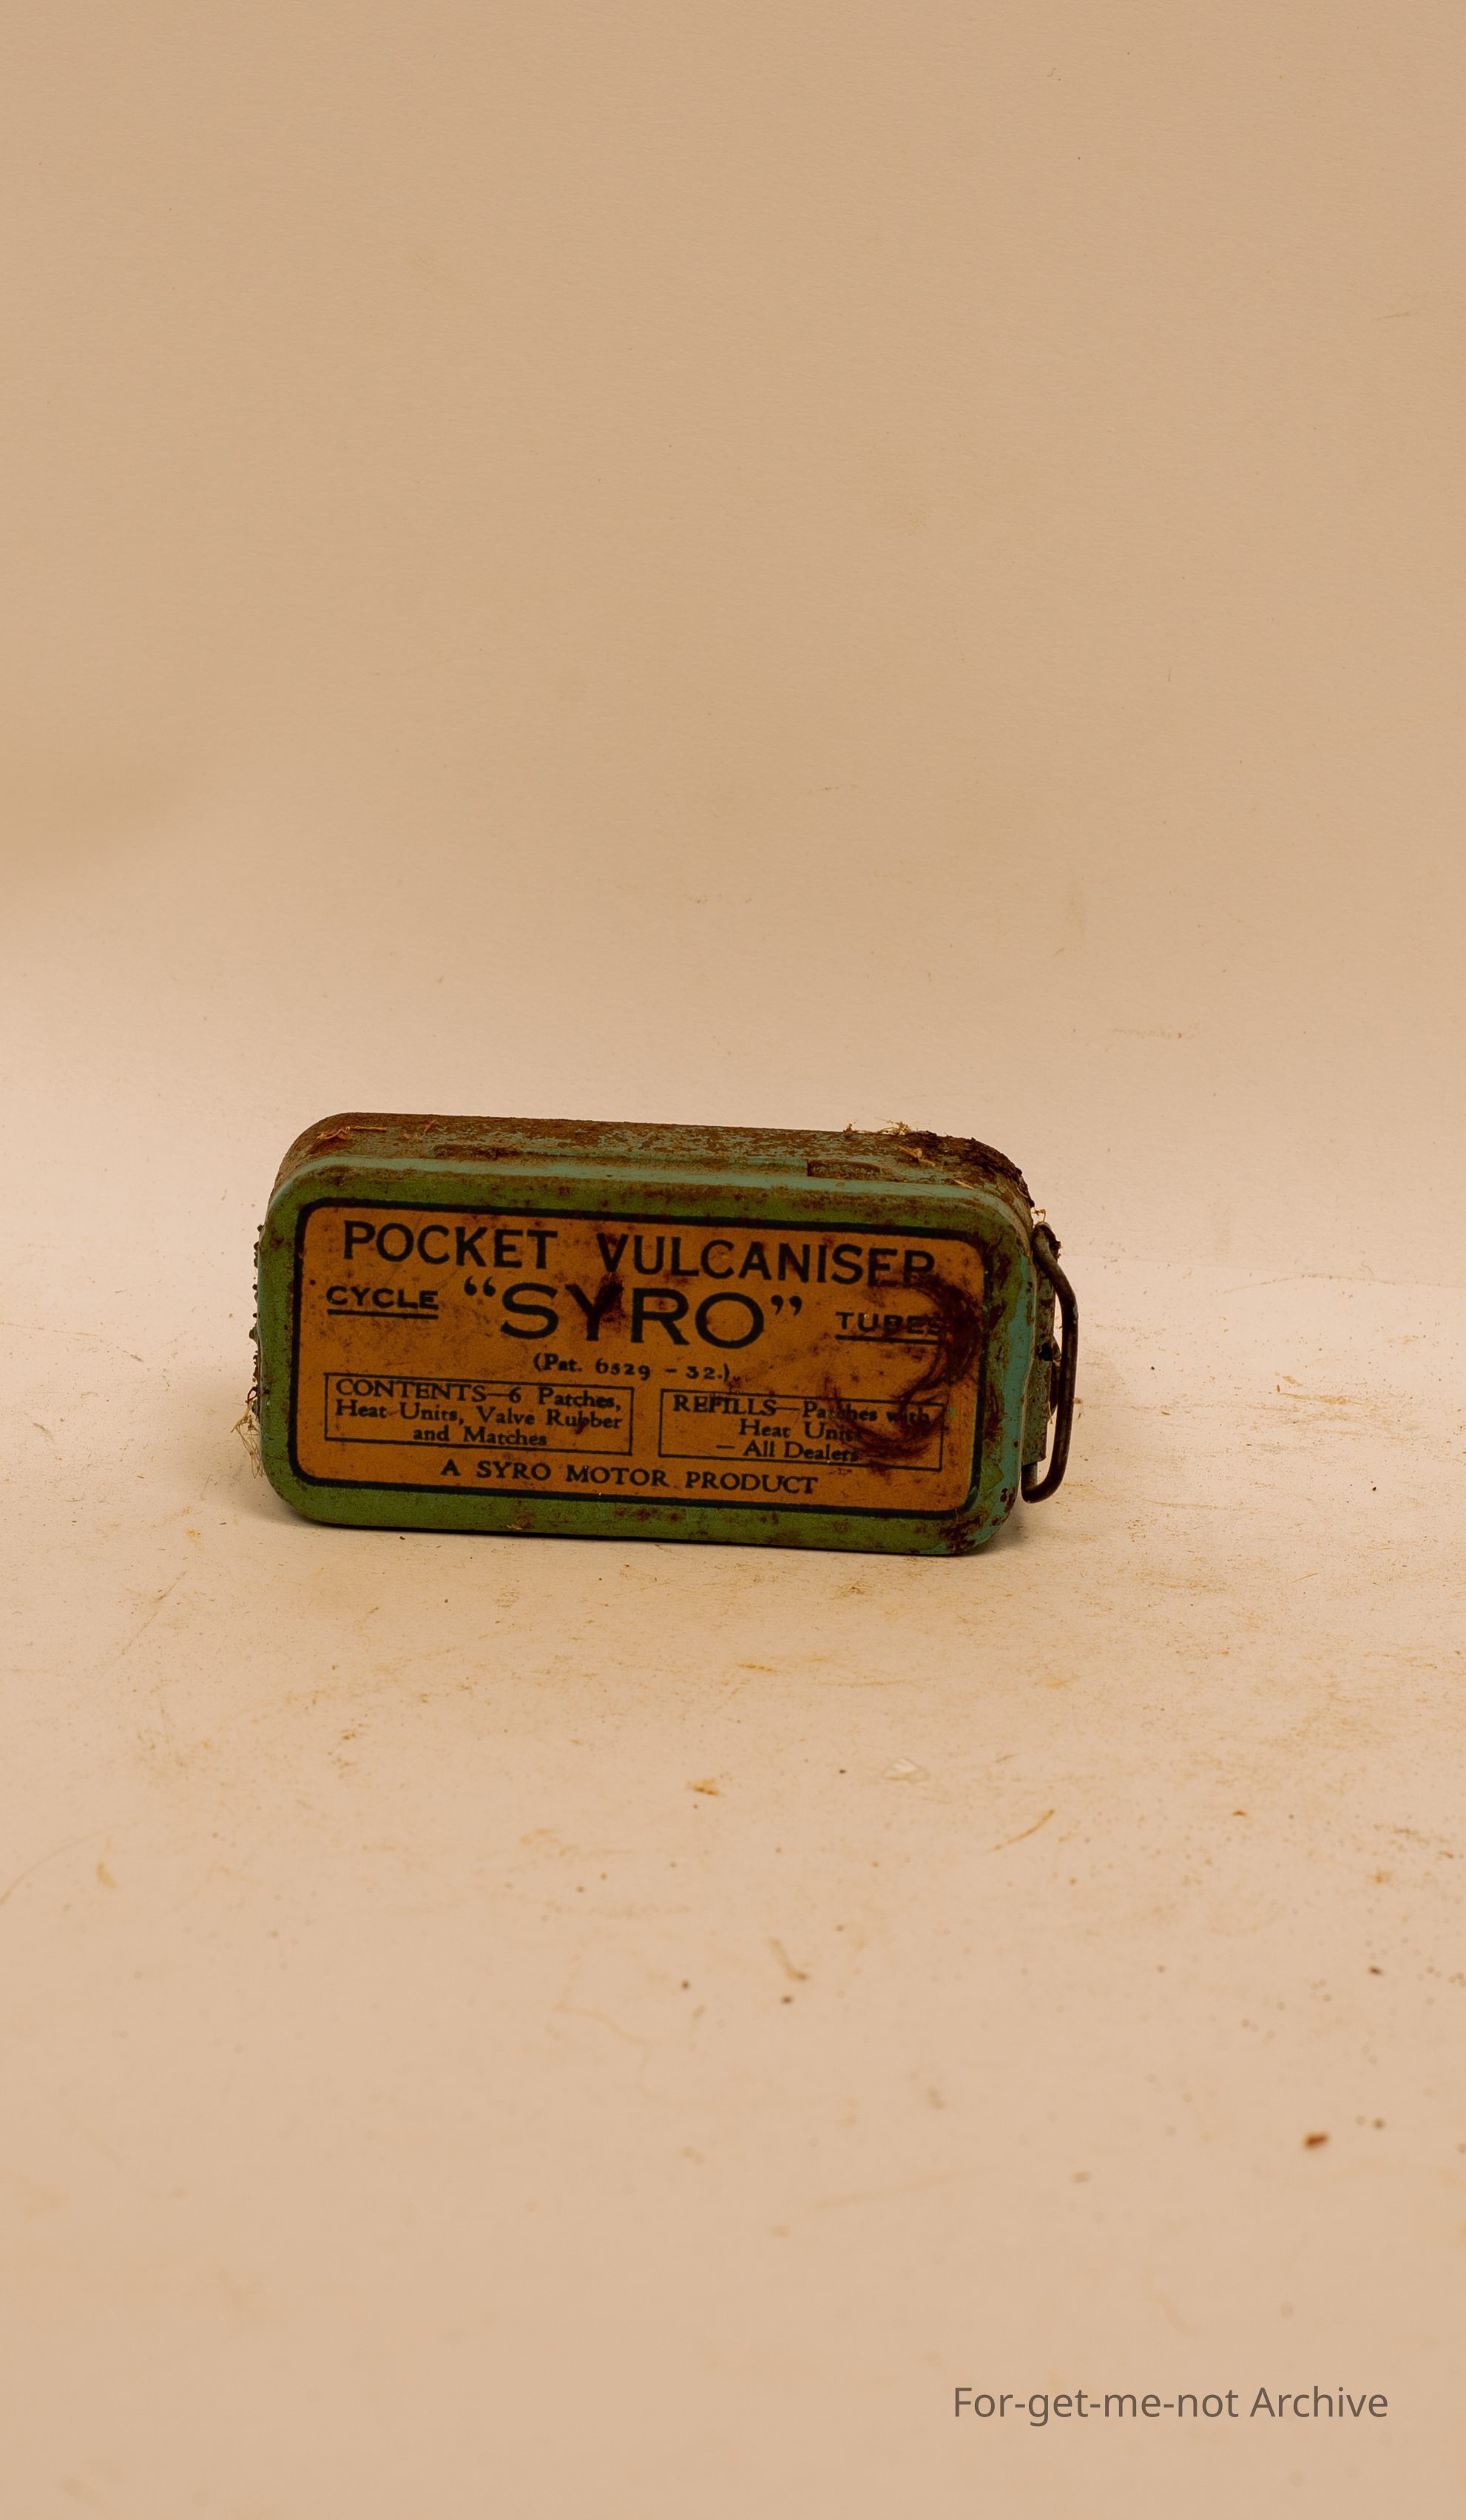 POCKET VULCANISER
CYCLE “SYRO” TUBES
(Pat. 6529 – 32.)
CONTENTS—6 Patches,
Heat Units, Valve Rubber
and Matches
REFILLS—Patches with
Heat Units
— All Dealers
A SYRO MOTOR PRODUCT
For-get-me-not Archive